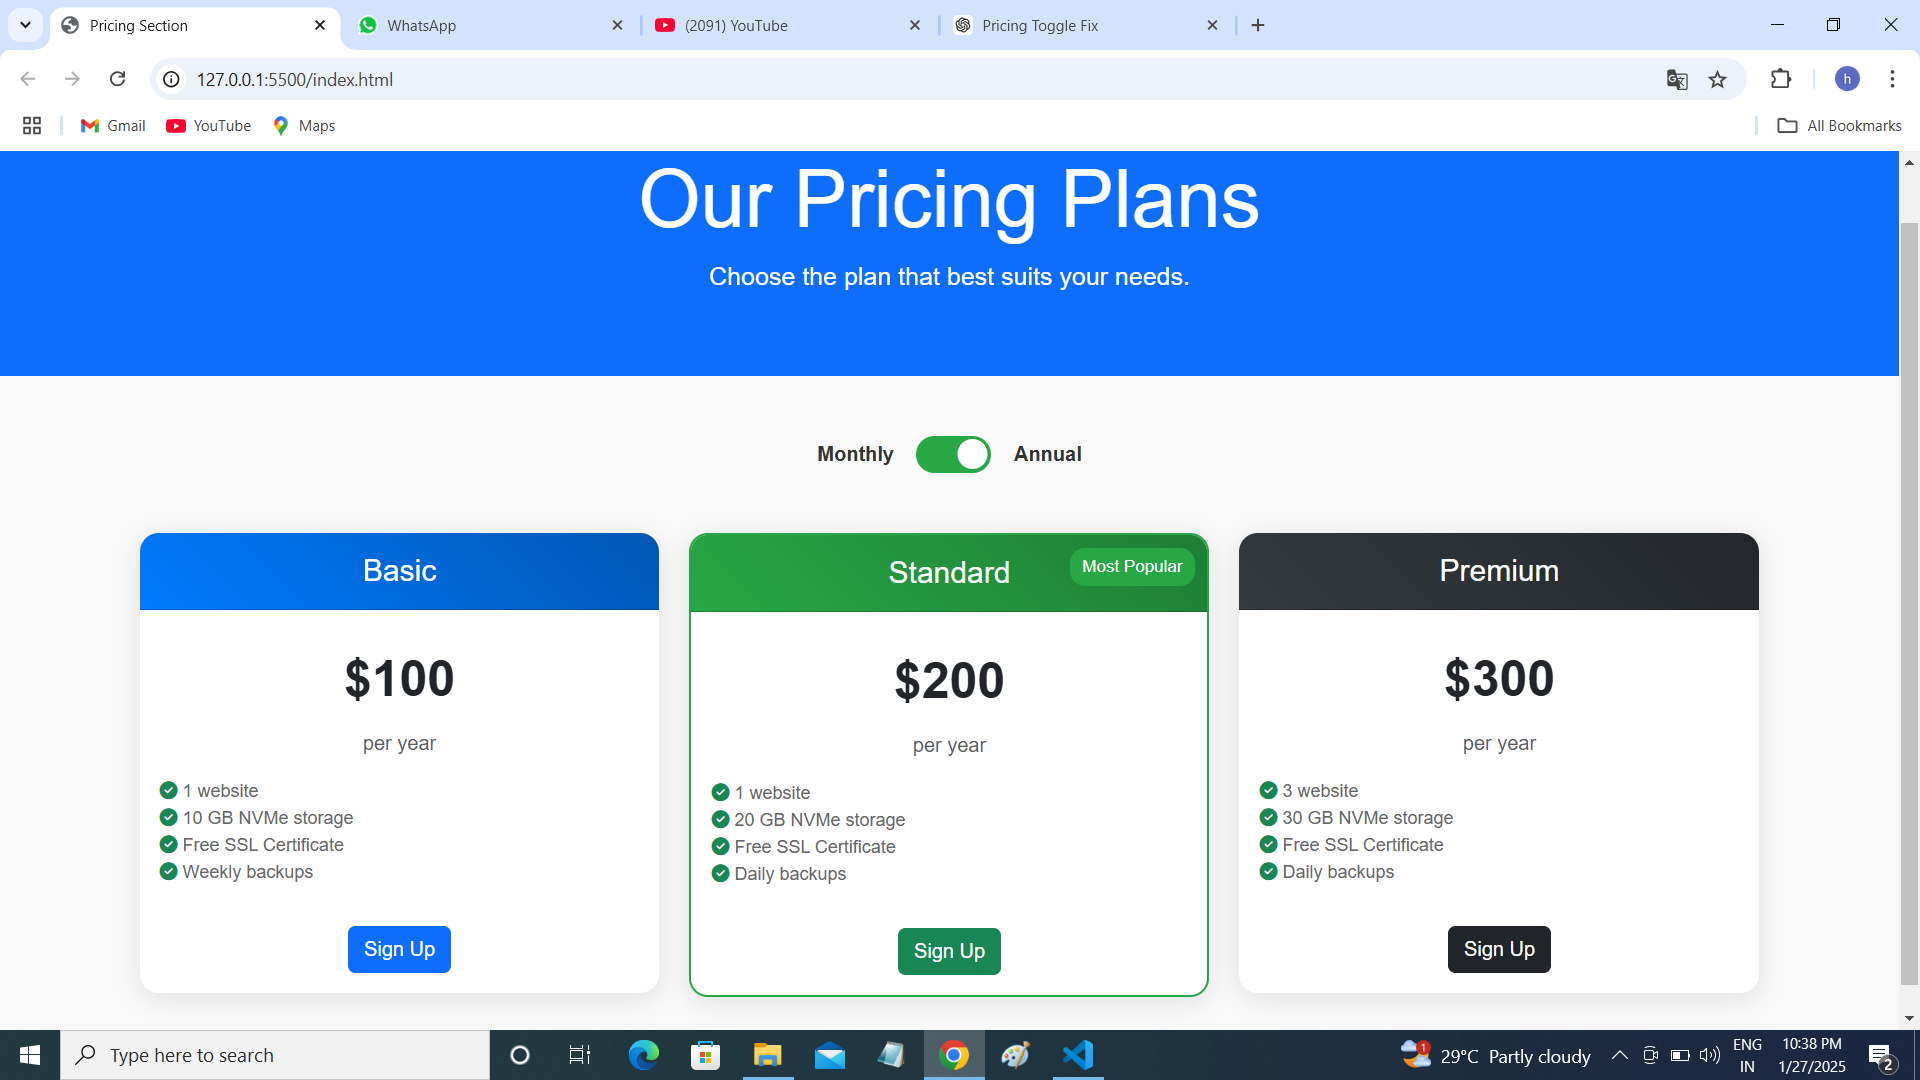 Pricing Section
WhatsApp
(2091) YouTube
Pricing Toggle Fix
127.0.0.1:5500/index.html
h
Gmail
YouTube
Maps
All Bookmarks
Our Pricing Plans
Choose the plan that best suits your needs.
Monthly
Annual
Basic
$100
per year
1 website
10 GB NVMe storage
Free SSL Certificate
Weekly backups
Sign Up
Standard
Most Popular
$200
per year
1 website
20 GB NVMe storage
Free SSL Certificate
Daily backups
Sign Up
Premium
$300
per year
3 website
30 GB NVMe storage
Free SSL Certificate
Daily backups
Sign Up
Type here to search
1
29°C Partly cloudy
ENG
IN
10:38 PM
1/27/2025
2